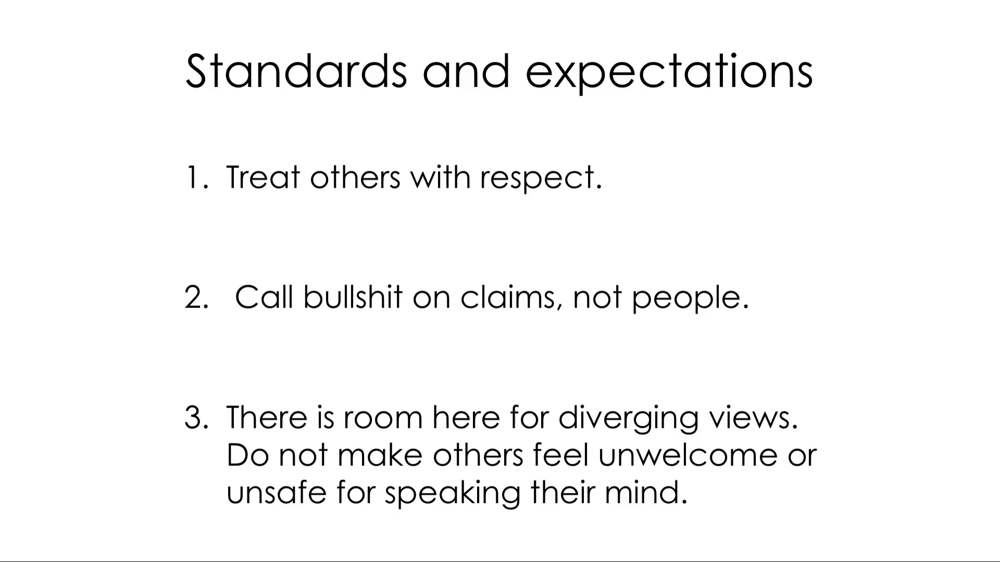 Standards and expectations
1. Treat others with respect.
2. Call bullshit on claims, not people.
3. There is room here for diverging views.
Do not make others feel unwelcome or
unsafe for speaking their mind.